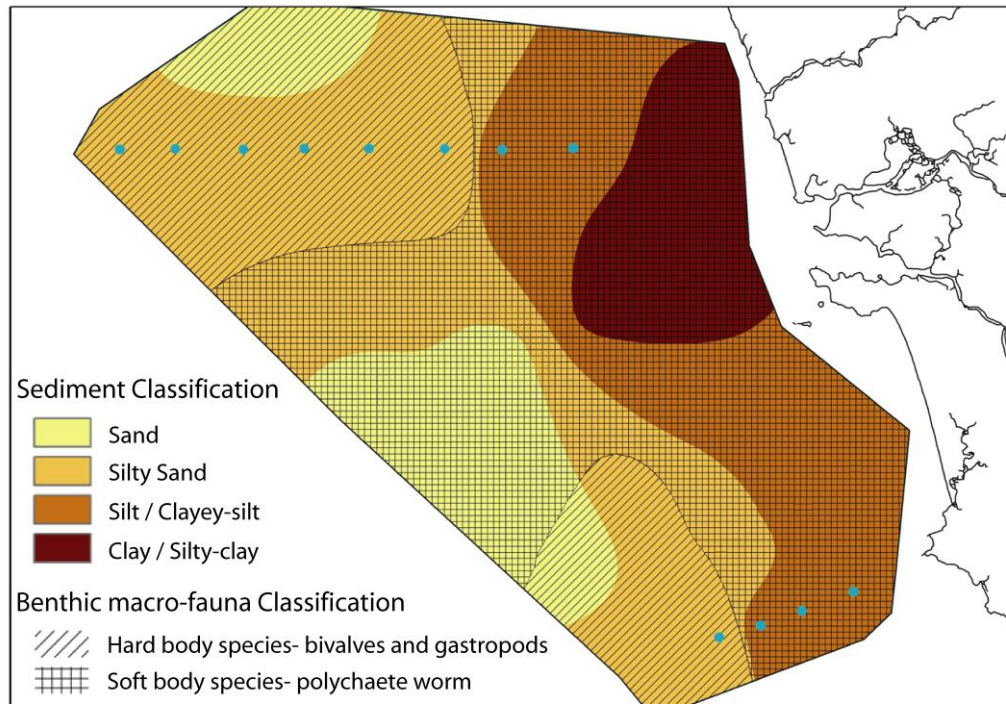 Sediment Classification
Sand
Silty Sand
Silt / Clayey-silt
Clay / Silty-clay
Benthic macro-fauna Classification
Hard body species- bivalves and gastropods
Soft body species- polychaete worm